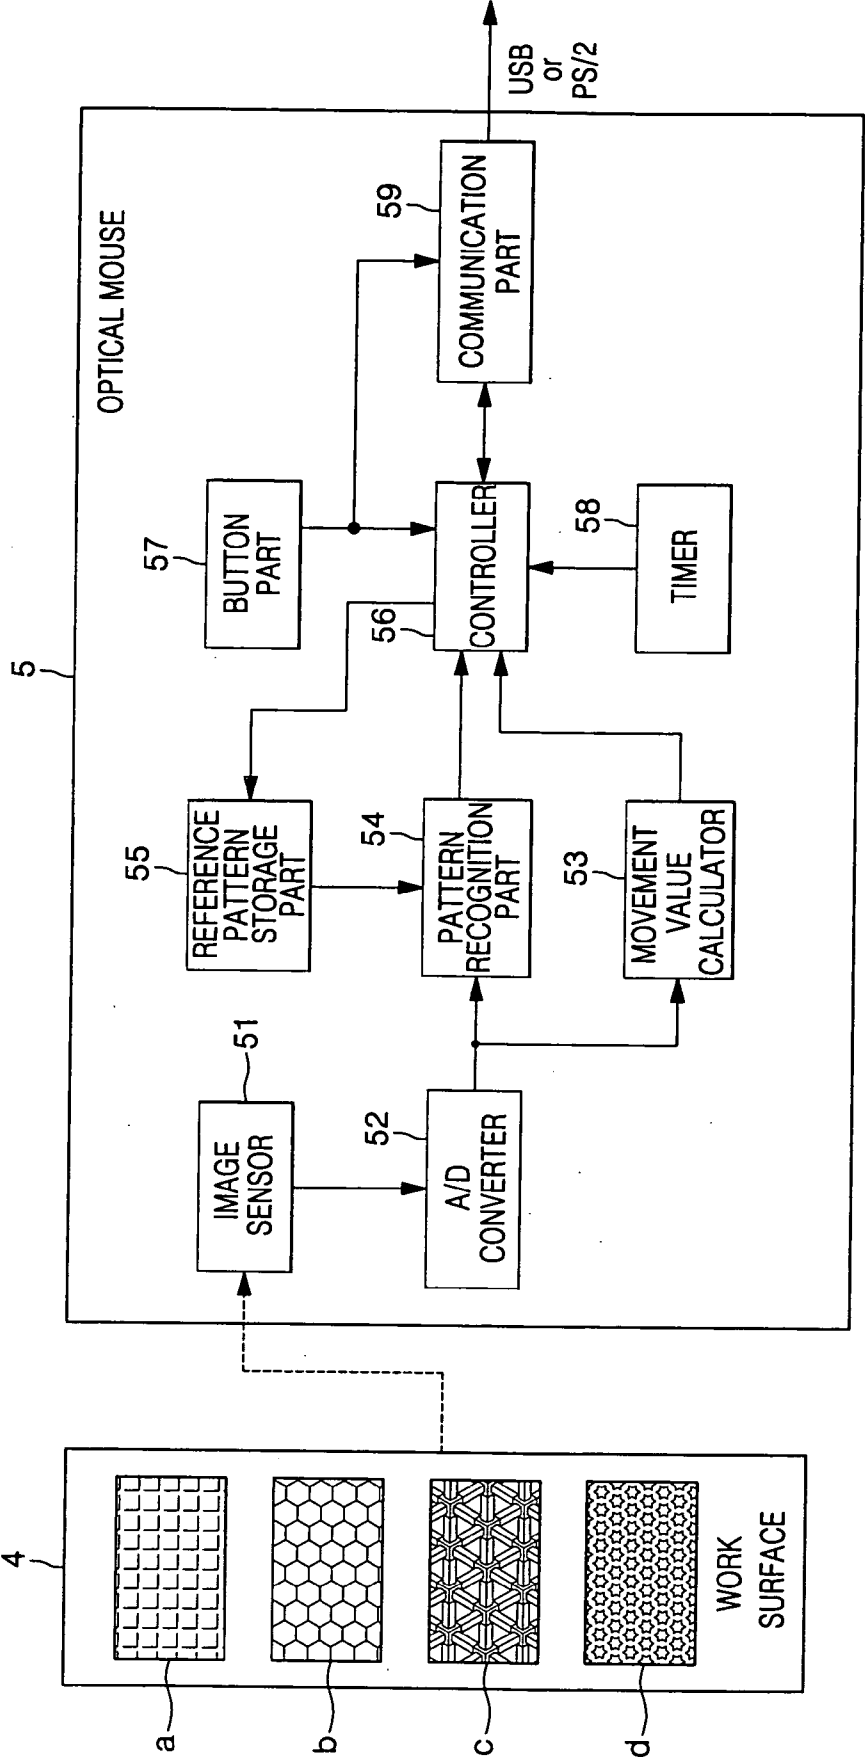 5
OPTICAL MOUSE
4
a
b
c
d
WORK
SURFACE
51
IMAGE
SENSOR
52
A/D
CONVERTER
55
REFERENCE
PATTERN
STORAGE
PART
54
PATTERN
RECOGNITION
PART
53
MOVEMENT
VALUE
CALCULATOR
57
BUTTON
PART
56
CONTROLLER
58
TIMER
59
COMMUNICATION
PART
USB
or
PS/2